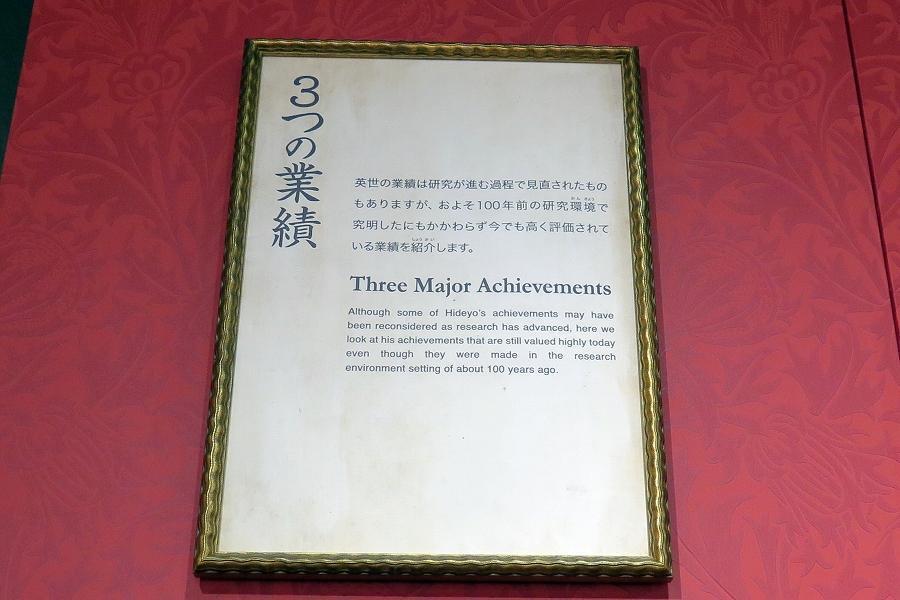 3つの業績
英世の業績は研究が進む過程で見直されたもの
もありますが、およそ100年前の研究環境で
究明したにもかかわらず今でも高く評価されて
いる業績を紹介します。
Three Major Achievements
Although some of Hideyo's achievements may have
been reconsidered as research has advanced, here we
look at his achievements that are still valued highly today
even though they were made in the research
environment setting of about 100 years ago.